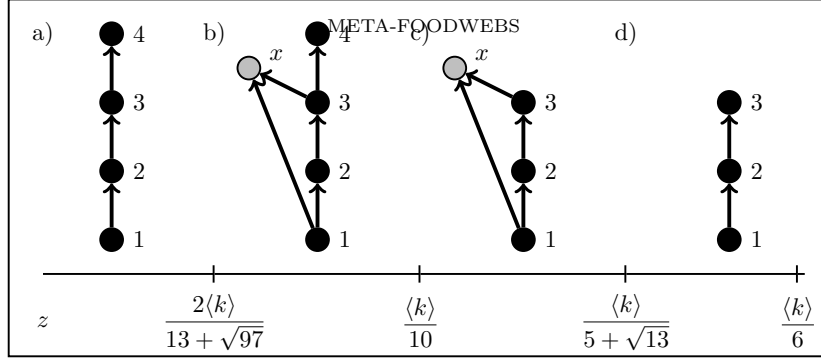 META-FOODWEBS
a) 4 b) 4 c) d)
x x
3 3 3 3
2 2 2 2
1 1 1 1
z 2⟨k⟩/(13 + √97) ⟨k⟩/10 ⟨k⟩/(5 + √13) ⟨k⟩/6